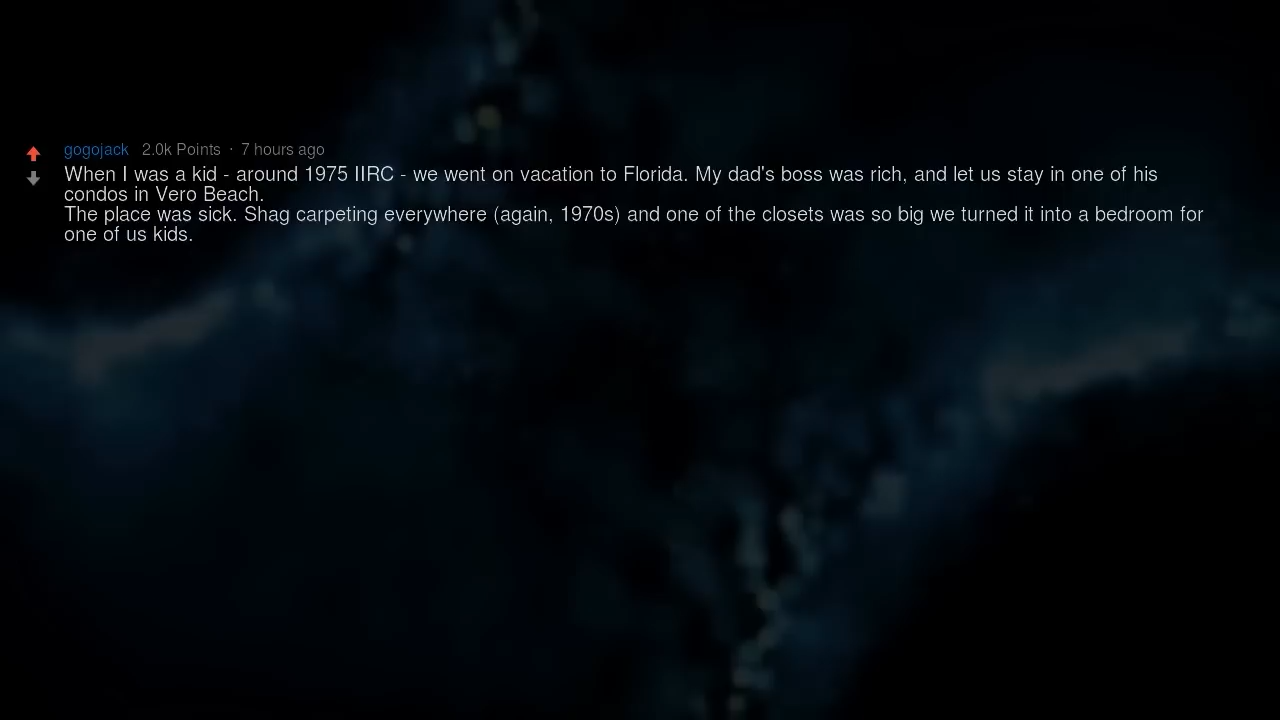 gogojack 2.0k Points · 7 hours ago
When I was a kid - around 1975 IIRC - we went on vacation to Florida. My dad's boss was rich, and let us stay in one of his
condos in Vero Beach.
The place was sick. Shag carpeting everywhere (again, 1970s) and one of the closets was so big we turned it into a bedroom for
one of us kids.